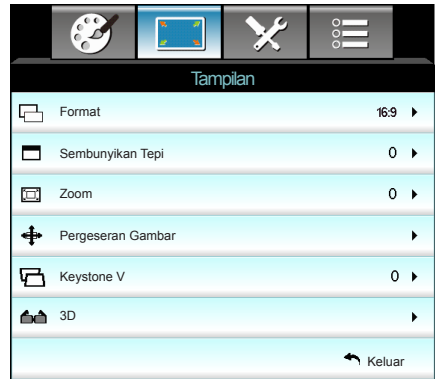 Tampilan
Format 16:9
Sembunyikan Tepi 0
Zoom 0
Pergeseran Gambar
Keystone V 0
3D
Keluar